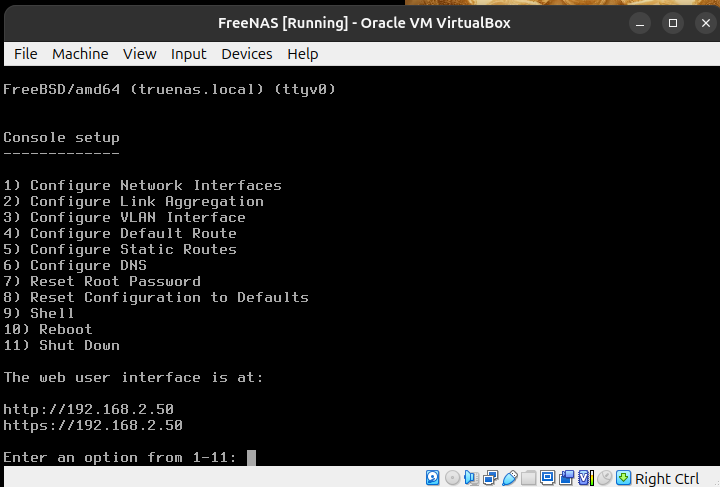 FreeNAS [Running] - Oracle VM VirtualBox
File Machine View Input Devices Help
FreeBSD/amd64 (truenas.local) (ttyv0)
Console setup
-------------
1) Configure Network Interfaces
2) Configure Link Aggregation
3) Configure VLAN Interface
4) Configure Default Route
5) Configure Static Routes
6) Configure DNS
7) Reset Root Password
8) Reset Configuration to Defaults
9) Shell
10) Reboot
11) Shut Down
The web user interface is at:
http://192.168.2.50
https://192.168.2.50
Enter an option from 1-11:
Right Ctrl